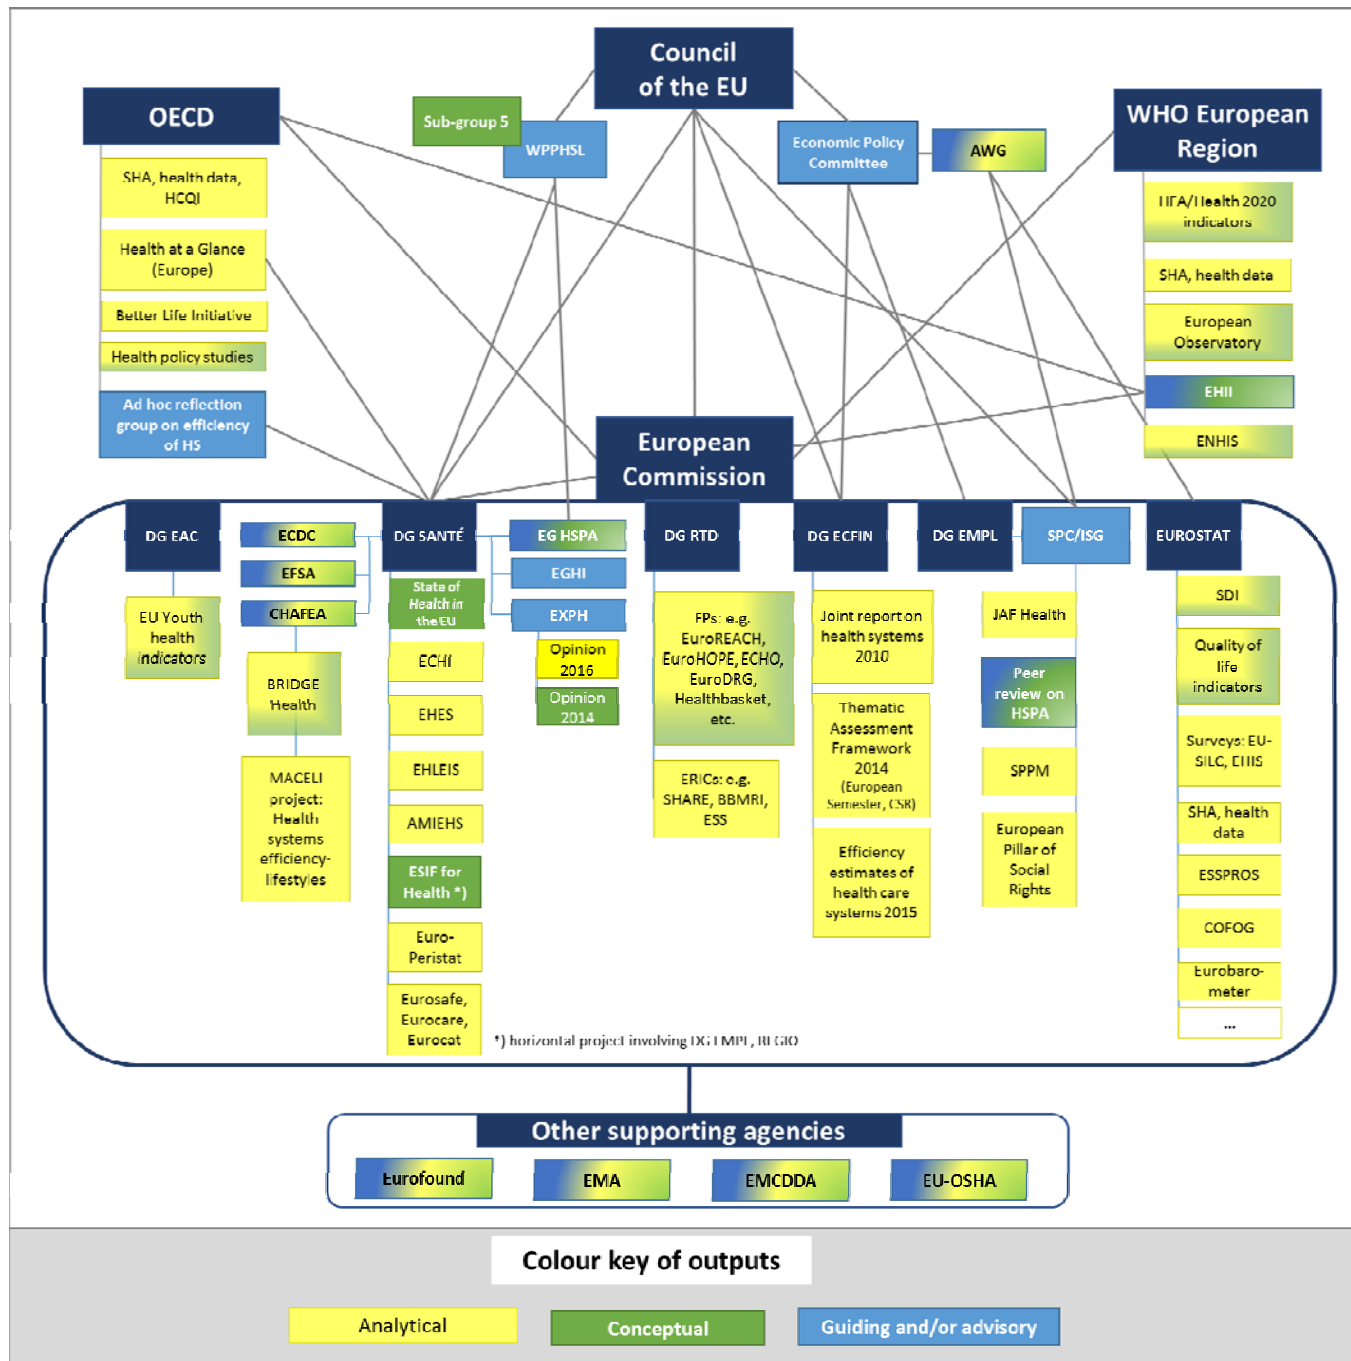 Council
of the EU
OECD
Sub-group 5
WPPHSL
Economic Policy
Committee
AWG
WHO European
Region
SHA, health data,
HCQI
Health at a Glance
(Europe)
Better Life Initiative
Health policy studies
Ad hoc reflection
group on efficiency
of HS
HFA/Health 2020
indicators
SHA, health data
European
Observatory
EHII
ENHIS
European
Commission
DG EAC
EU Youth
health
indicators
ECDC
EFSA
CHAFEA
BRIDGE
Health
MACELI
project:
Health
systems
efficiency-
lifestyles
DG SANTÉ
State of
Health in
the EU
ECHI
EHES
EHLEIS
AMIEHS
ESIF for
Health *)
Euro-
Peristat
Eurosafe,
Eurocare,
Eurocat
EG HSPA
EGHI
EXPH
Opinion
2016
Opinion
2014
DG RTD
FPs: e.g.
EuroREACH,
EuroHOPE, ECHO,
EuroDRG,
Healthbasket,
etc.
ERICs: e.g.
SHARE, BBMRI,
ESS
DG ECFIN
Joint report on
health systems
2010
Thematic
Assessment
Framework
2014
(European
Semester, CSR)
Efficiency
estimates of
health care
systems 2015
DG EMPL
SPC/ISG
JAF Health
Peer
review on
HSPA
SPPM
European
Pillar of
Social
Rights
EUROSTAT
SDI
Quality of
life
indicators
Surveys: EU-
SILC, EHIS
SHA, health
data
ESSPROS
COFOG
Eurobaro-
meter
...
*) horizontal project involving DG EMPL, REGIO
Other supporting agencies
Eurofound
EMA
EMCDDA
EU-OSHA
Colour key of outputs
Analytical
Conceptual
Guiding and/or advisory